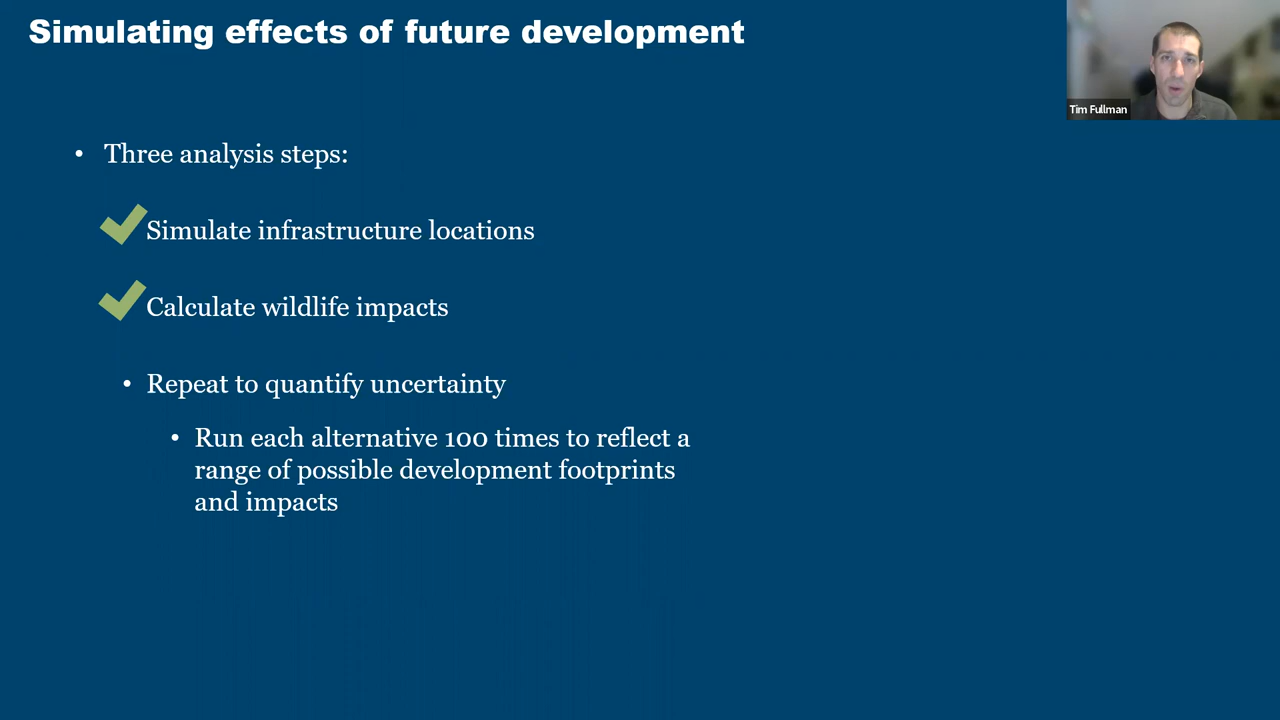 Simulating effects of future development
Tim Fullman
• Three analysis steps:
Simulate infrastructure locations
Calculate wildlife impacts
• Repeat to quantify uncertainty
• Run each alternative 100 times to reflect a
range of possible development footprints
and impacts